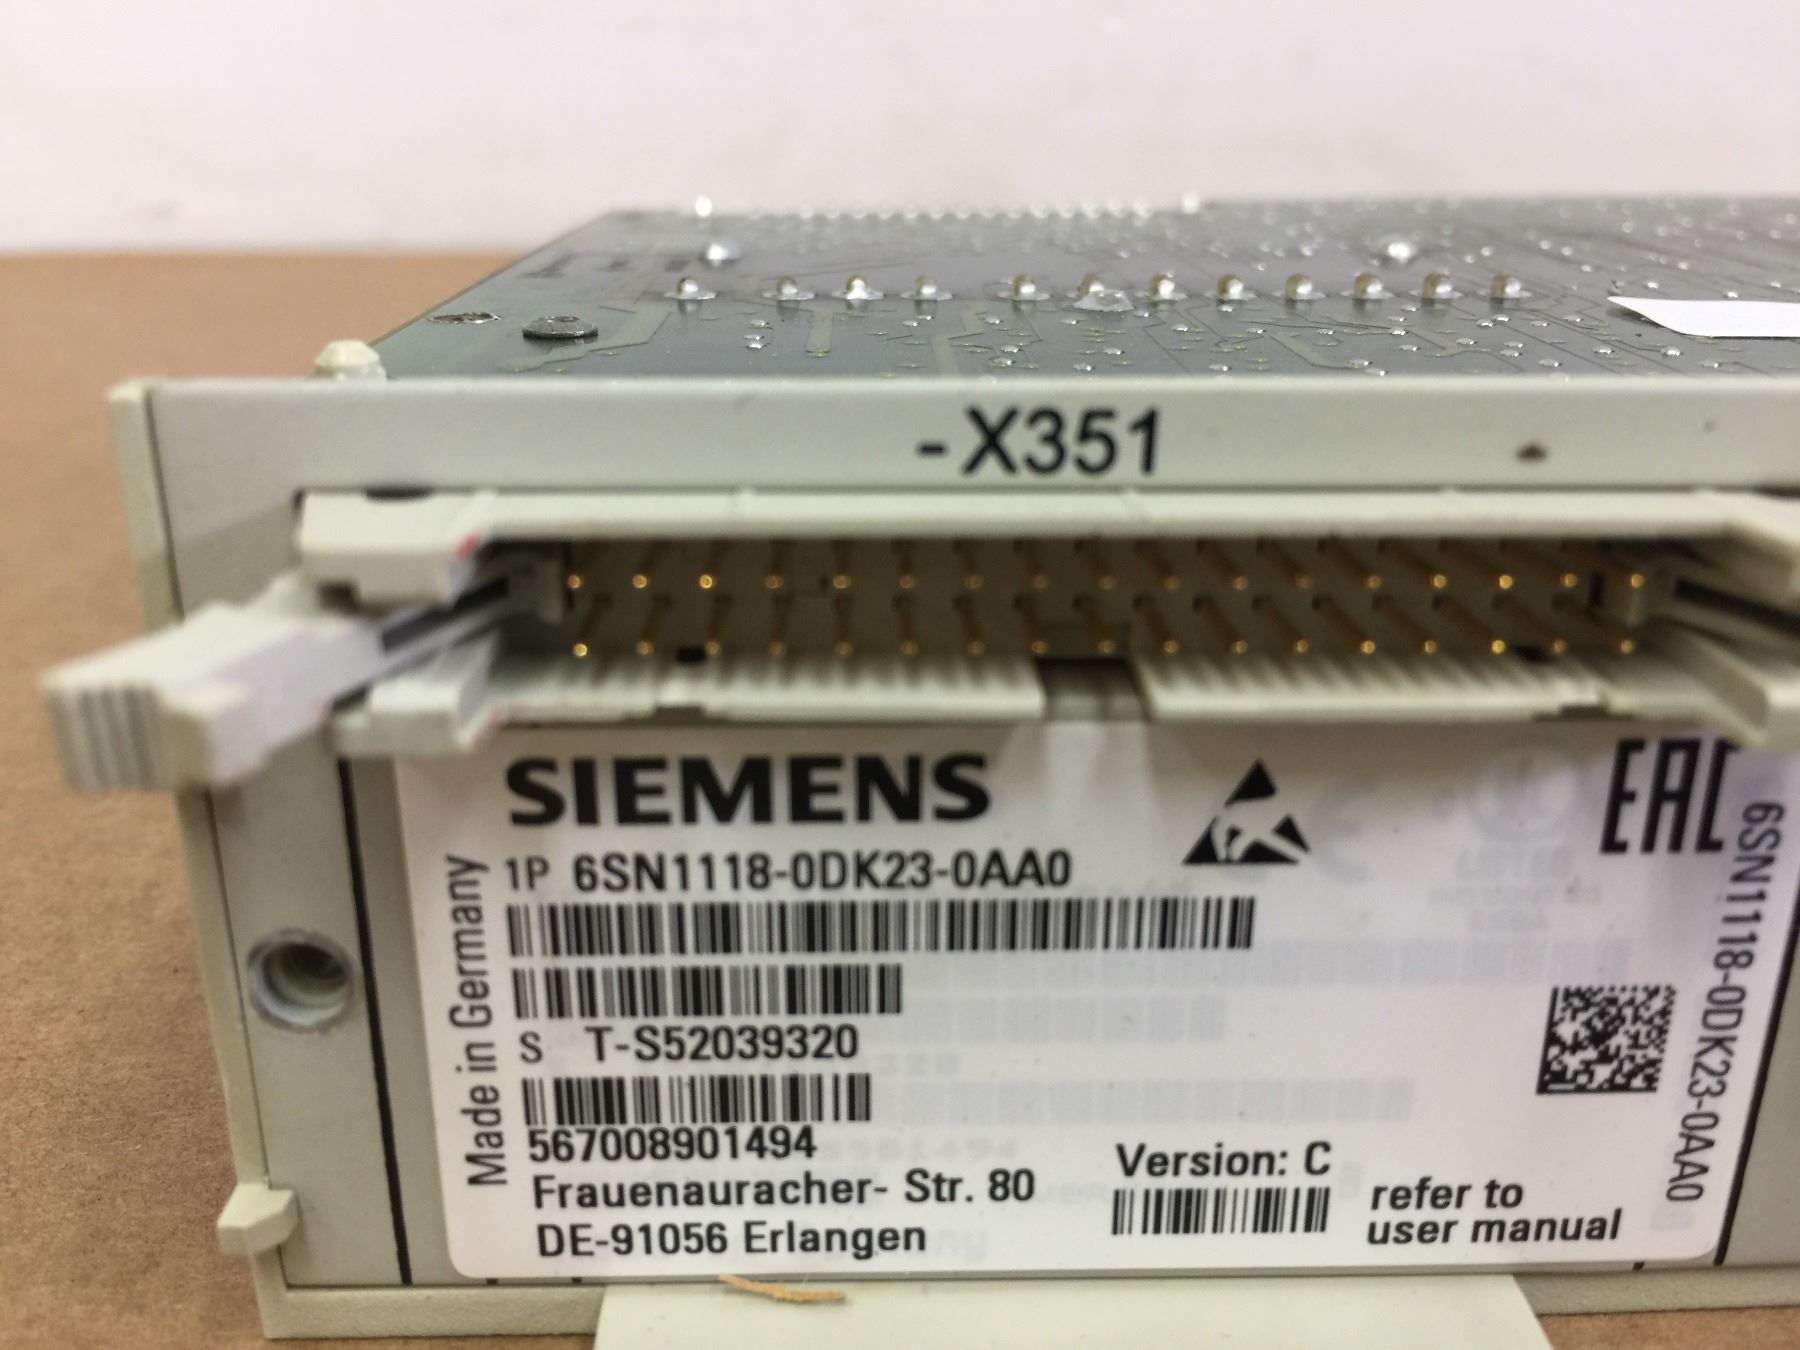 -X351
SIEMENS
EAC
1P 6SN1118-0DK23-0AA0
S T-S52039320
567008901494
Frauenauracher- Str. 80
DE-91056 Erlangen
Version: C
refer to
user manual
Made in Germany
6SN1118-0DK23-0AA0